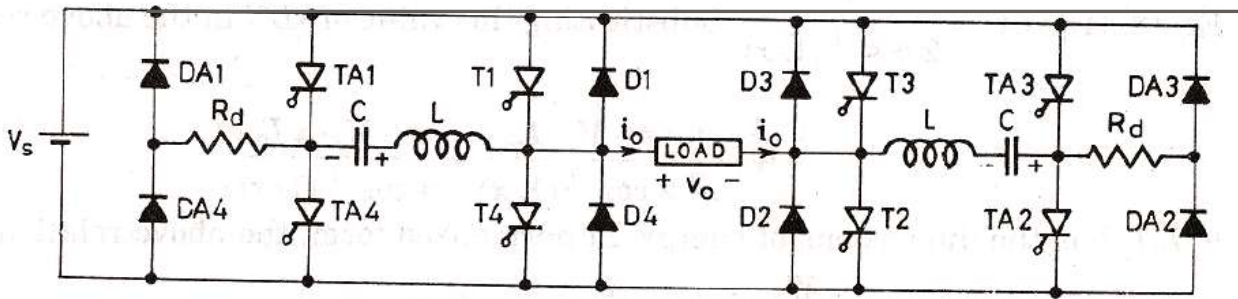 DA1 TA1 T1 D1 D3 T3 TA3 DA3
Rd C L L C Rd
Vs - + io LOAD io - +
+ vo -
DA4 TA4 T4 D4 D2 T2 TA2 DA2